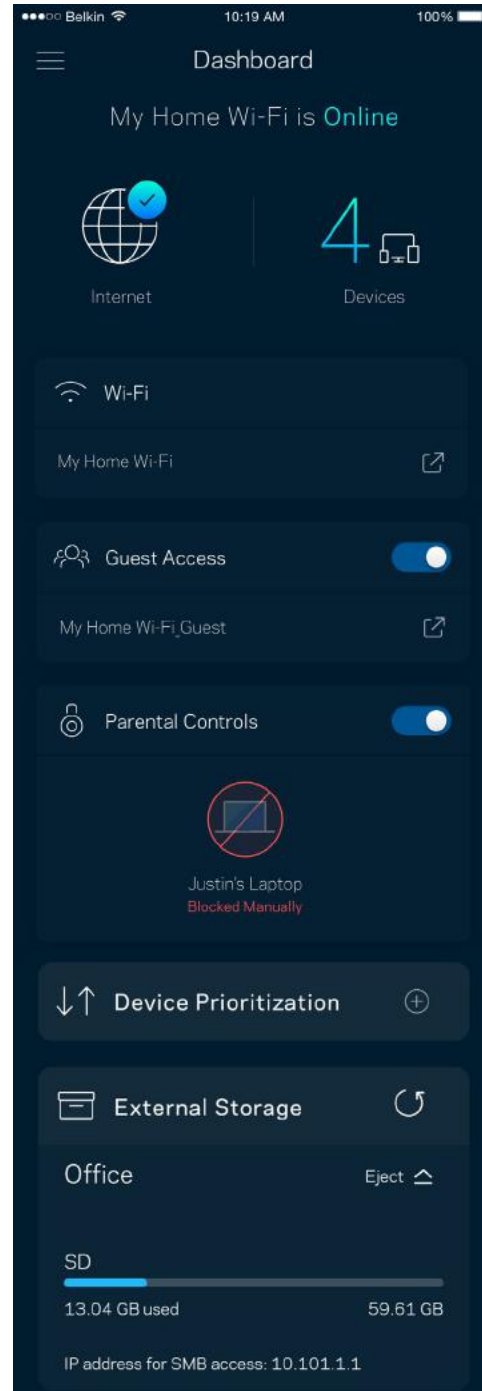 Belkin 10:19 AM 100%
Dashboard
My Home Wi-Fi is Online
4
Internet Devices
Wi-Fi
My Home Wi-Fi
Guest Access
My Home Wi-Fi_Guest
Parental Controls
Justin's Laptop
Blocked Manually
Device Prioritization
External Storage
Office Eject
SD
13.04 GB used 59.61 GB
IP address for SMB access: 10.101.1.1